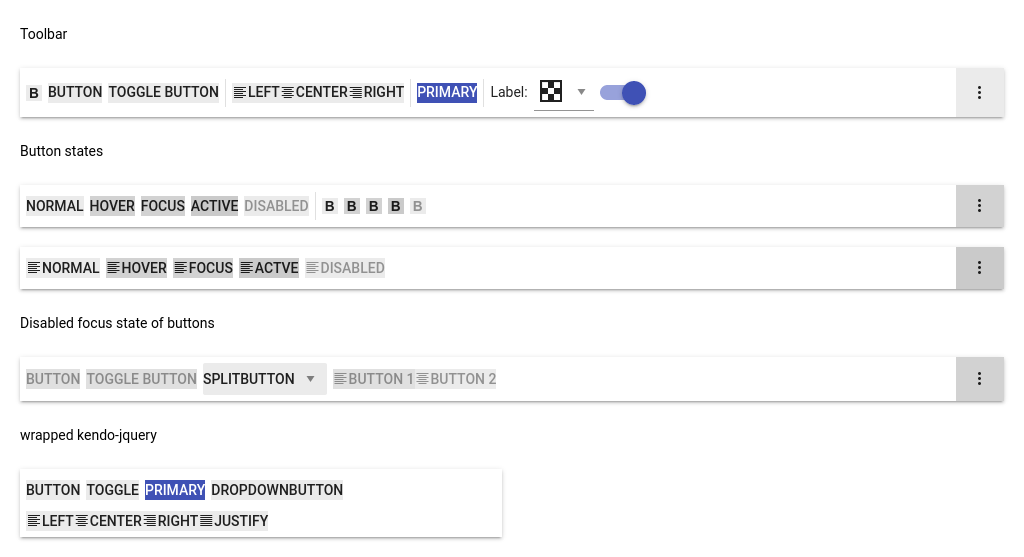 Toolbar
B BUTTON TOGGLE BUTTON LEFT CENTER RIGHT PRIMARY Label:
Button states
NORMAL HOVER FOCUS ACTIVE DISABLED B B B B B
NORMAL HOVER FOCUS ACTVE DISABLED
Disabled focus state of buttons
BUTTON TOGGLE BUTTON SPLITBUTTON BUTTON 1 BUTTON 2
wrapped kendo-jquery
BUTTON TOGGLE PRIMARY DROPDOWNBUTTON
LEFT CENTER RIGHT JUSTIFY